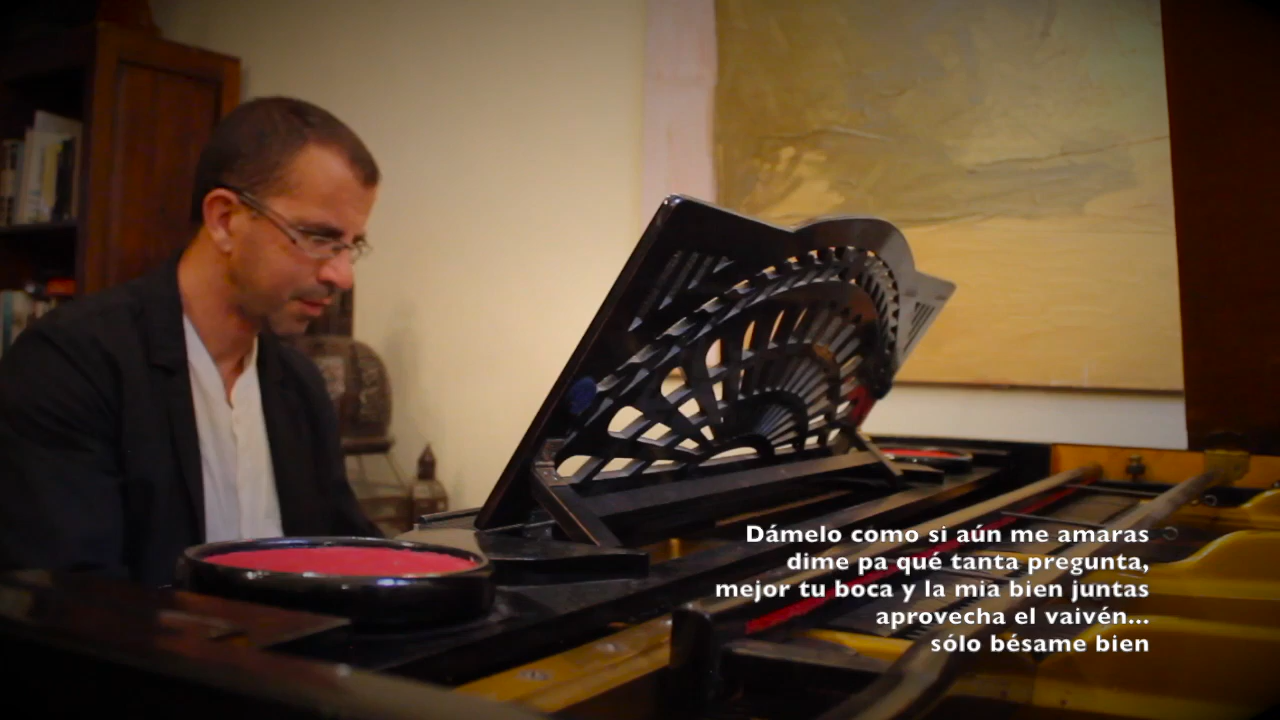 Dámelo como si aún me amaras
dime pa qué tanta pregunta,
mejor tu boca y la mia bien juntas
aprovecha el vaivén...
sólo bésame bien